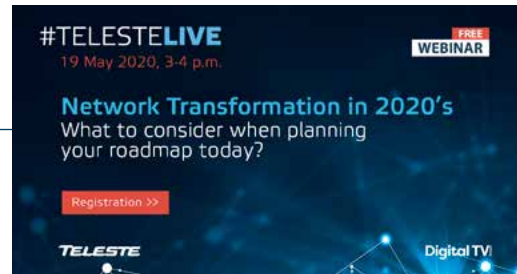 #TELESTELIVE
FREE
WEBINAR
19 May 2020, 3-4 p.m.
Network Transformation in 2020's
What to consider when planning
your roadmap today?
Registration >>
TELESTE
Digital TV